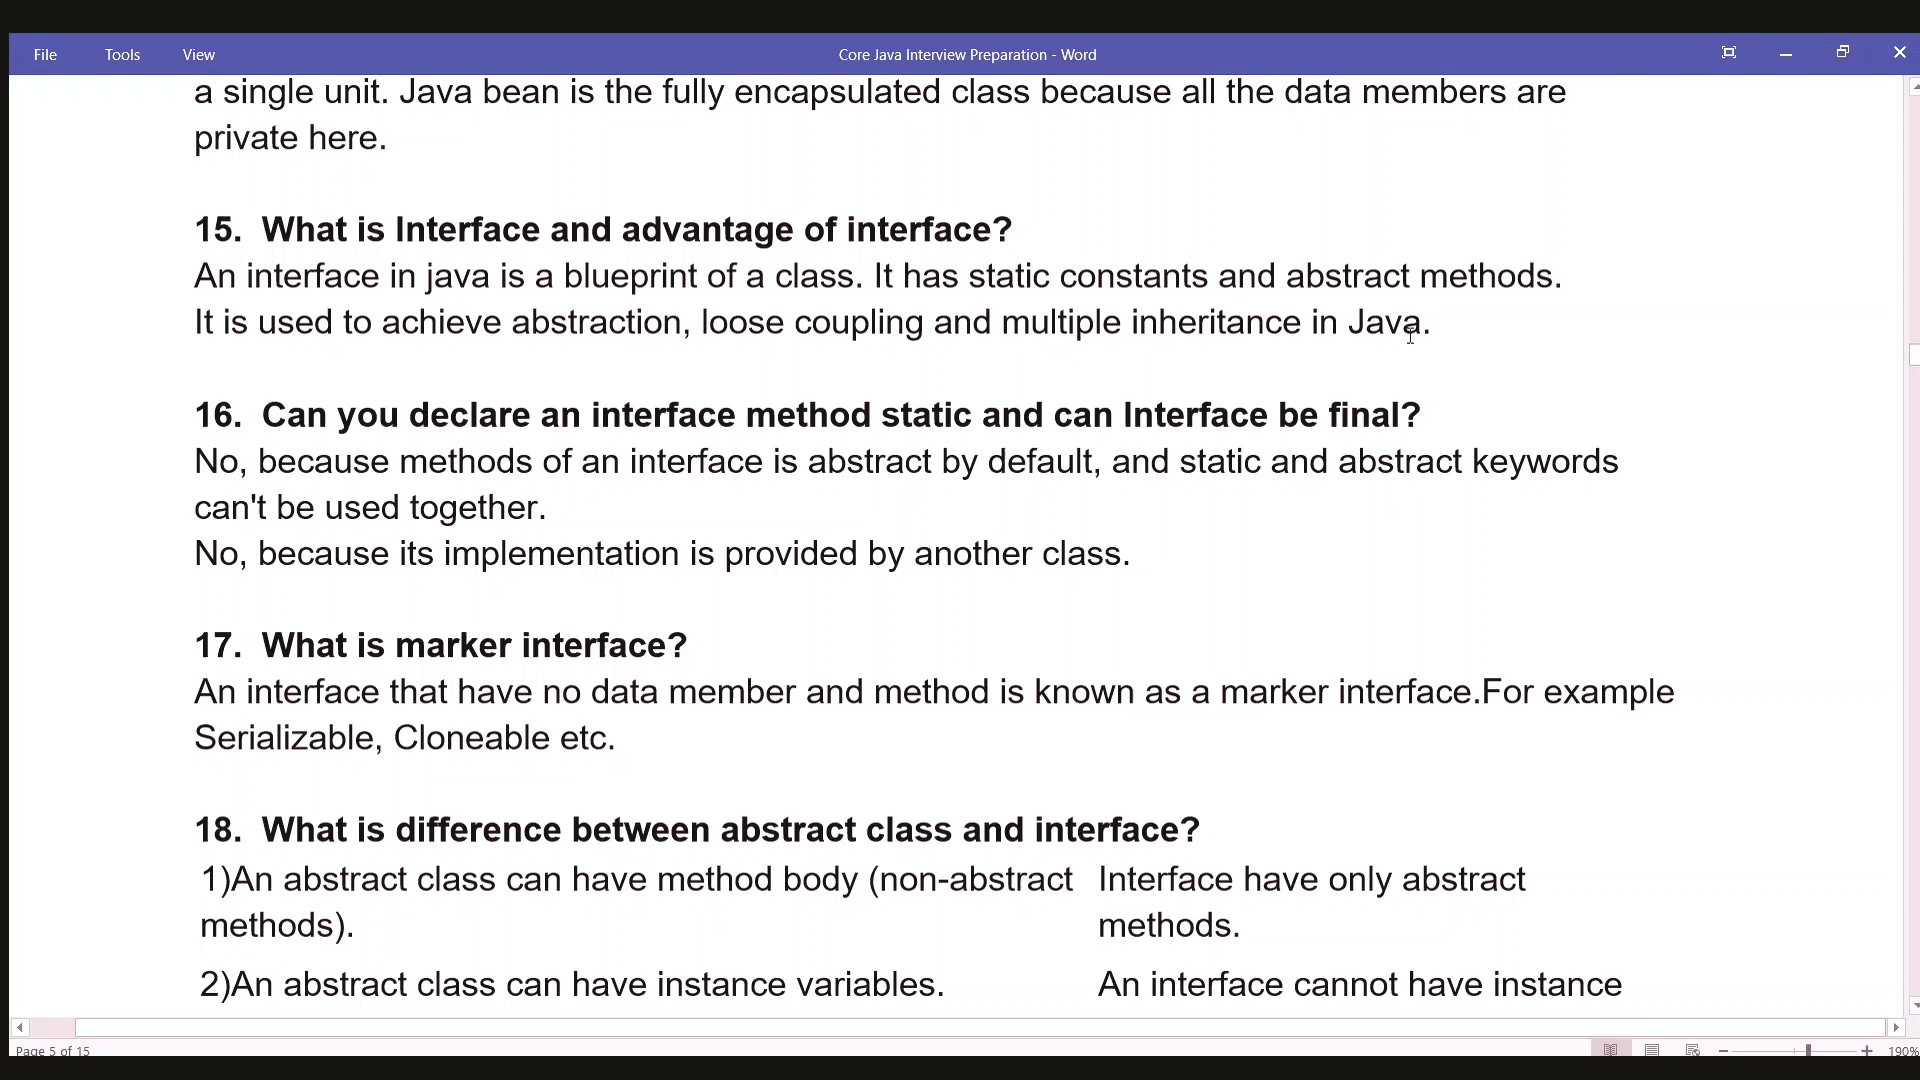 File Tools View Core Java Interview Preparation - Word
a single unit. Java bean is the fully encapsulated class because all the data members are
private here.
15. What is Interface and advantage of interface?
An interface in java is a blueprint of a class. It has static constants and abstract methods.
It is used to achieve abstraction, loose coupling and multiple inheritance in Java.
16. Can you declare an interface method static and can Interface be final?
No, because methods of an interface is abstract by default, and static and abstract keywords
can't be used together.
No, because its implementation is provided by another class.
17. What is marker interface?
An interface that have no data member and method is known as a marker interface.For example
Serializable, Cloneable etc.
18. What is difference between abstract class and interface?
1)An abstract class can have method body (non-abstract Interface have only abstract
methods). methods.
2)An abstract class can have instance variables. An interface cannot have instance
Page 5 of 15 190%